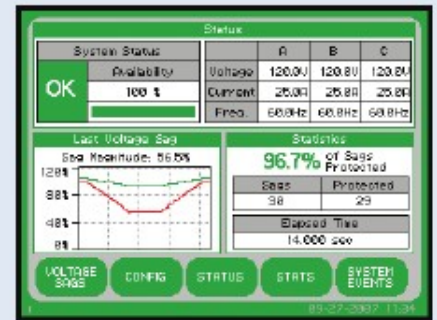 Status
System Status
A B C
OK
Availability
100 %
Voltage 120.0V 120.0V 120.0V
Current 25.0A 25.0A 25.0A
Freq. 60.0Hz 60.0Hz 60.0Hz
Last Voltage Sag
Sag Magnitude: 56.5%
120%
80%
40%
0%
Statistics
96.7% of Sags Protected
Sags Protected
30 29
Elapsed Time
14.000 sec
VOLTAGE SAGS
CONFIG
STATUS
STATS
SYSTEM EVENTS
09-27-2007 11:04